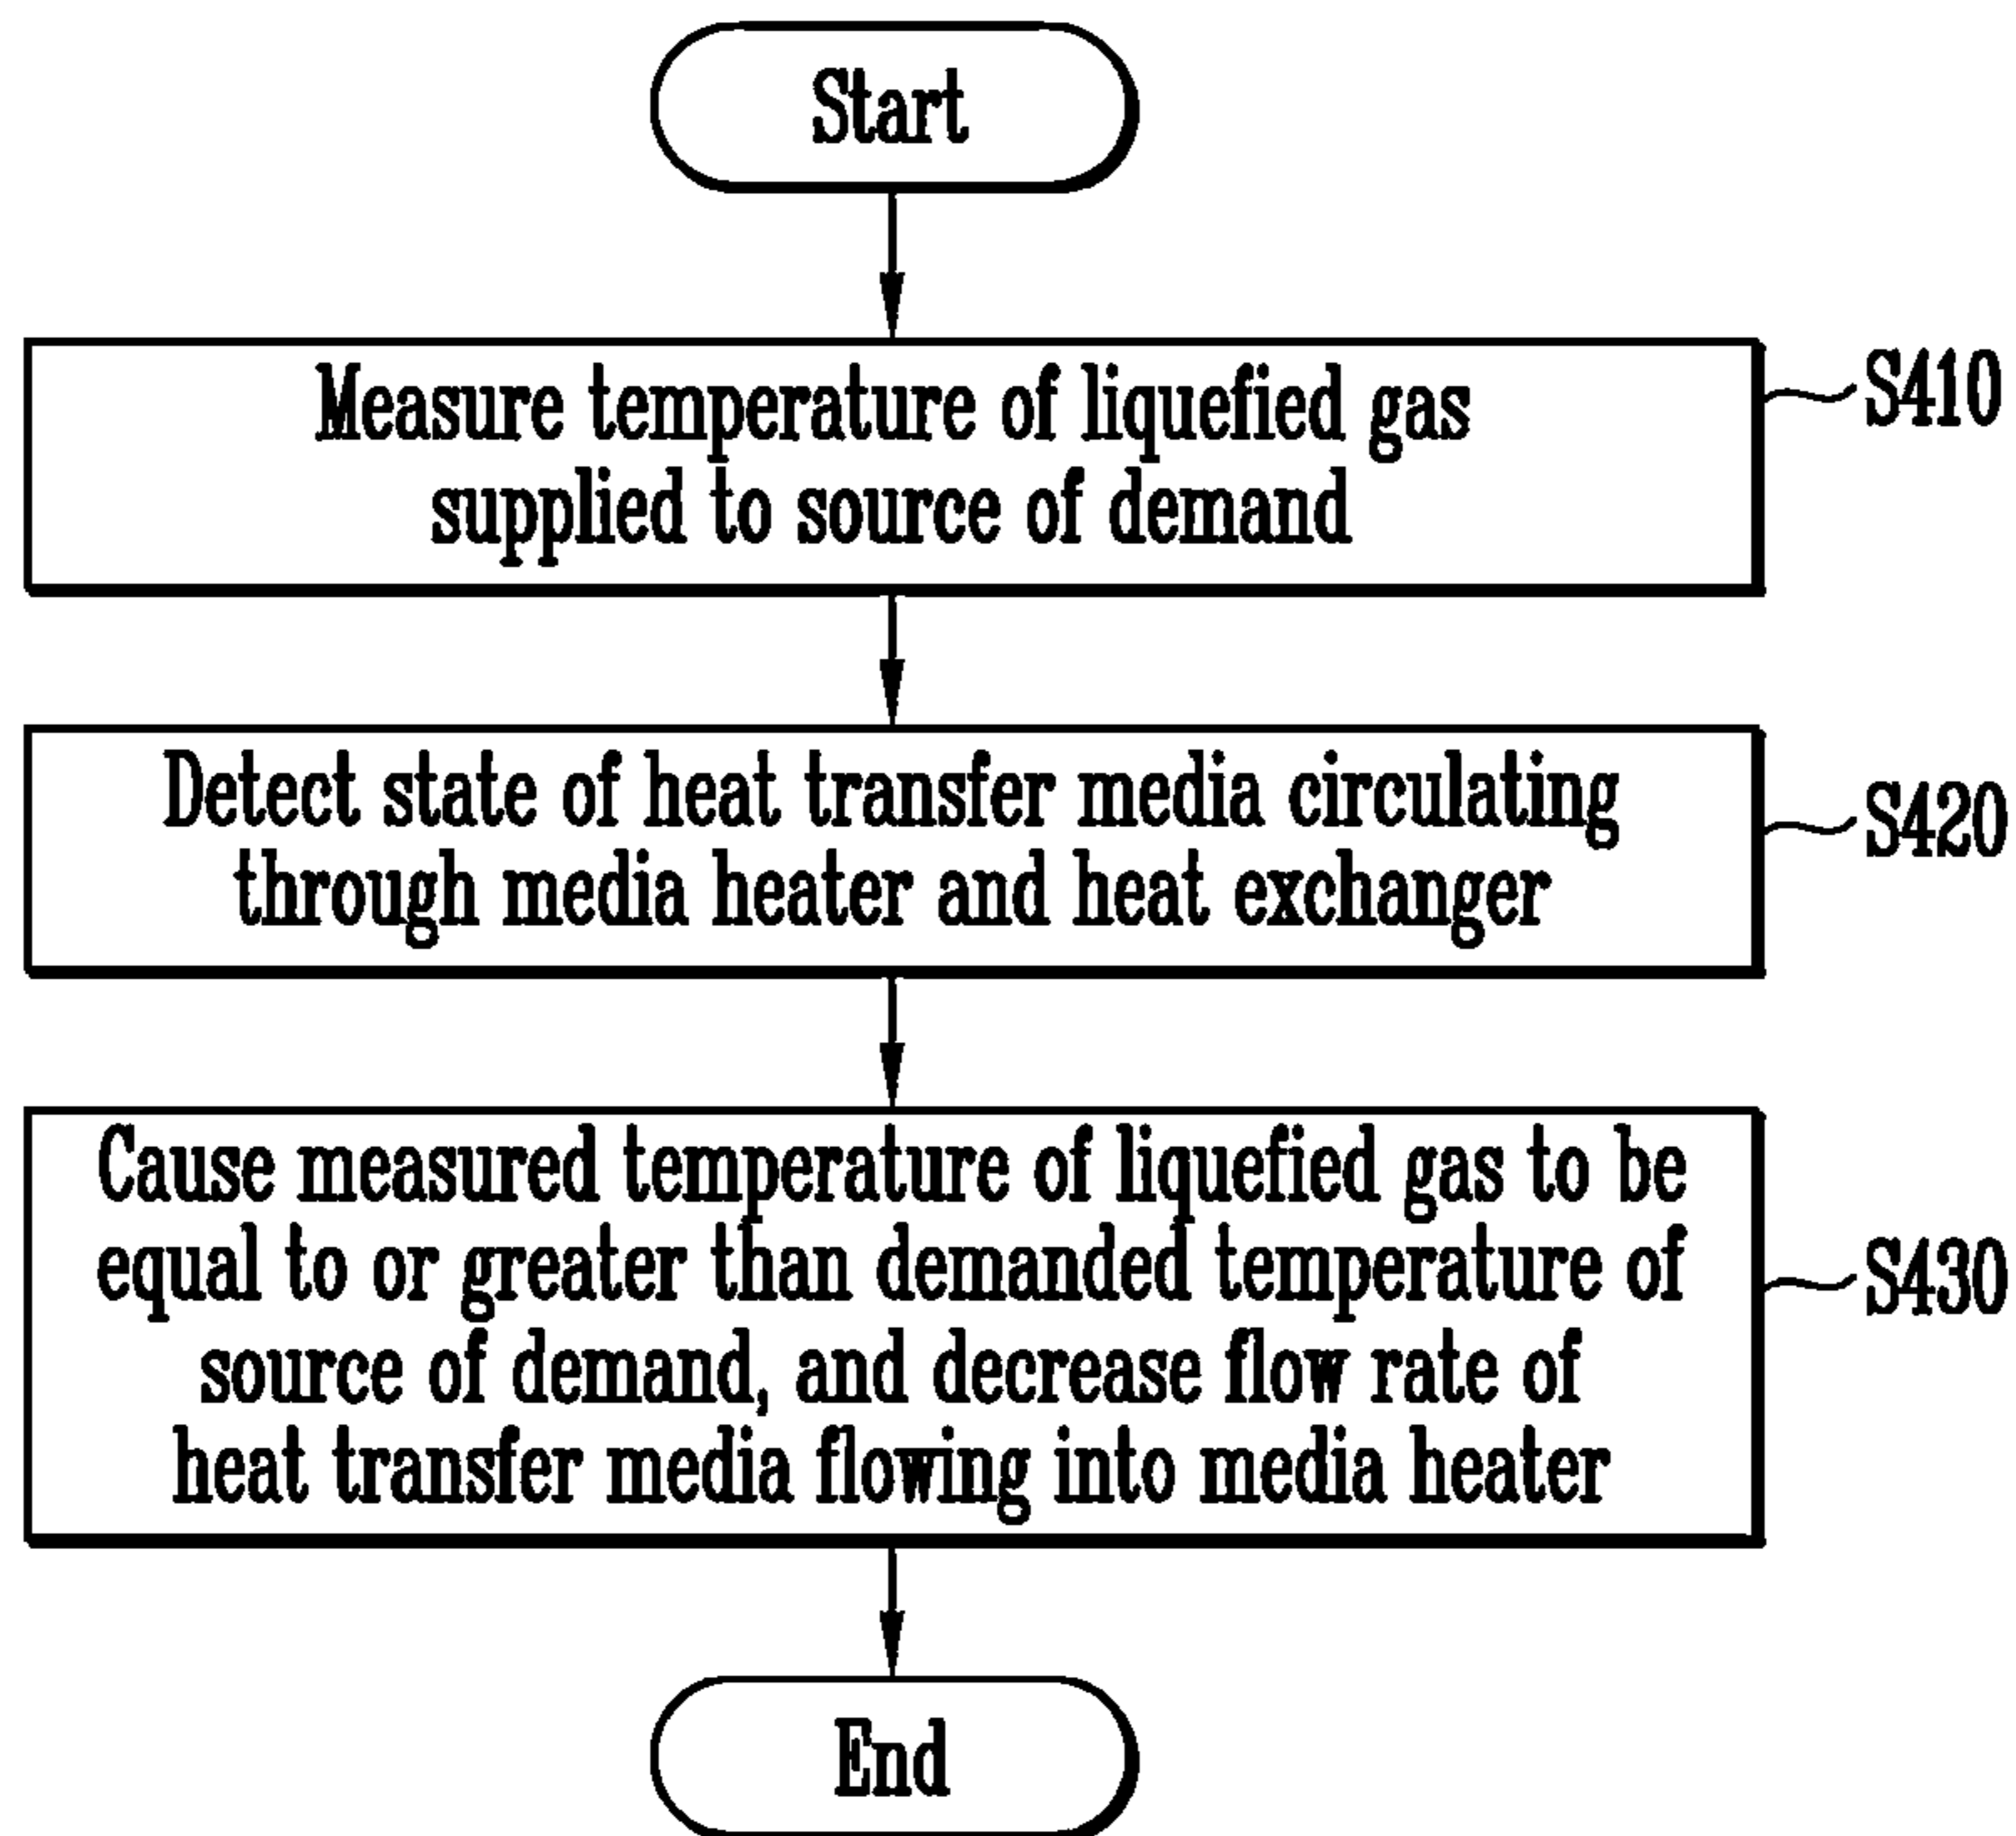 Start
Measure temperature of liquefied gas
supplied to source of demand
S410
Detect state of heat transfer media circulating
through media heater and heat exchanger
S420
Cause measured temperature of liquefied gas to be
equal to or greater than demanded temperature of
source of demand, and decrease flow rate of
heat transfer media flowing into media heater
S430
End